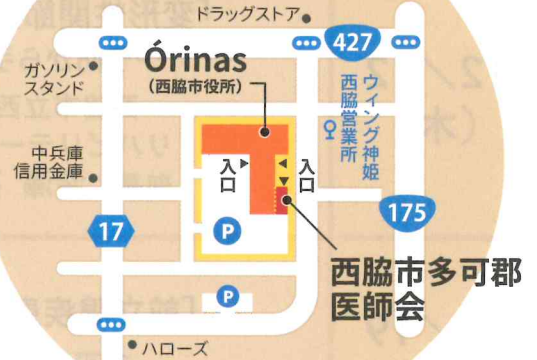 ドラッグストア
427
Órinas
(西脇市役所)
ガソリン
スタンド
ウィング神姫
西脇営業所
中兵庫
信用金庫
入口
入口
175
17
P
西脇市多可郡
医師会
P
ハローズ